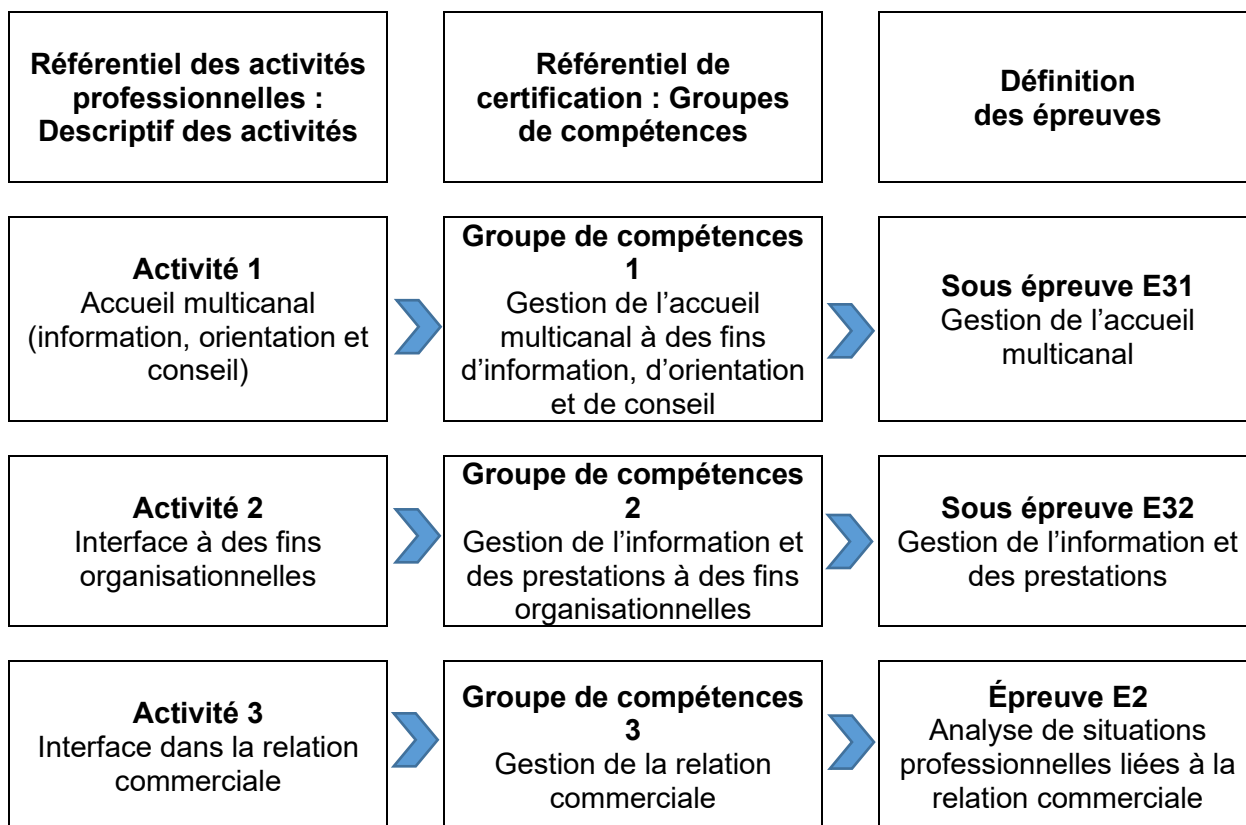 Référentiel des activités
professionnelles :
Descriptif des activités
Référentiel de
certification : Groupes
de compétences
Définition
des épreuves
Activité 1
Accueil multicanal
(information, orientation et
conseil)
Groupe de compétences
1
Gestion de l’accueil
multicanal à des fins
d’information, d’orientation
et de conseil
Sous épreuve E31
Gestion de l’accueil
multicanal
Activité 2
Interface à des fins
organisationnelles
Groupe de compétences
2
Gestion de l’information et
des prestations à des fins
organisationnelles
Sous épreuve E32
Gestion de l’information et
des prestations
Activité 3
Interface dans la relation
commerciale
Groupe de compétences
3
Gestion de la relation
commerciale
Épreuve E2
Analyse de situations
professionnelles liées à la
relation commerciale